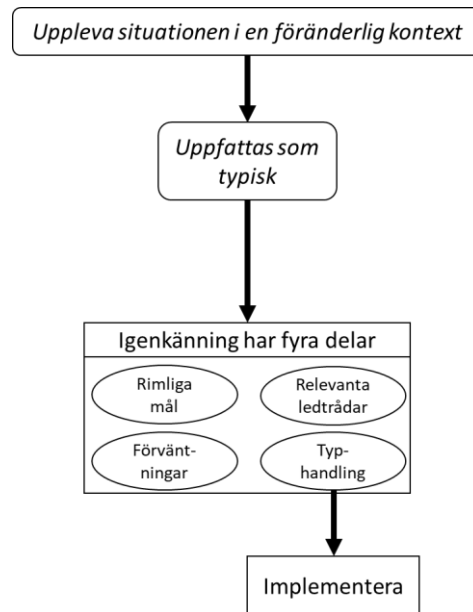 Uppleva situationen i en föränderlig kontext
Uppfattas som
typisk
Igenkänning har fyra delar
Rimliga
mål
Relevanta
ledtrådar
Förvänt-
ningar
Typ-
handling
Implementera